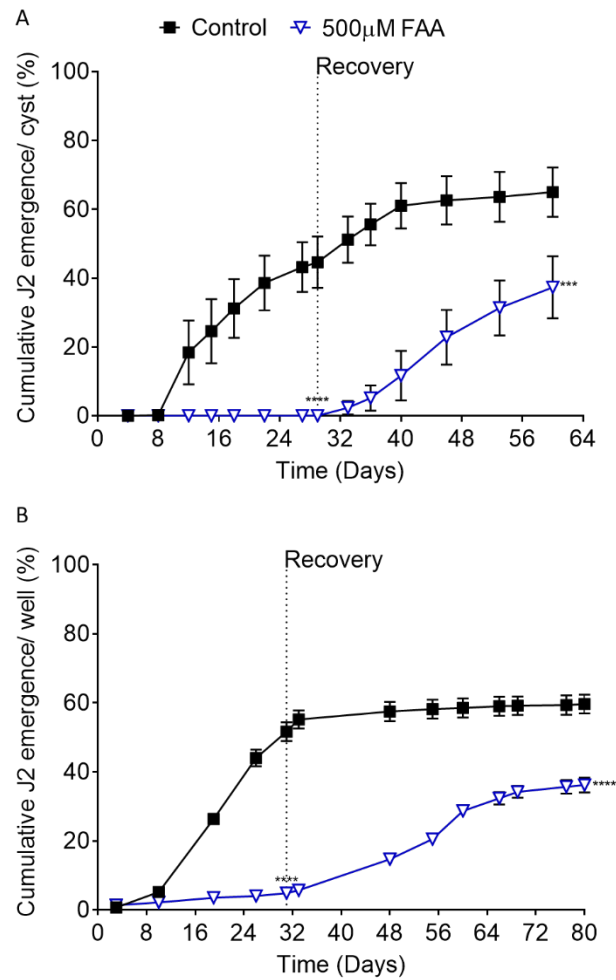 A
Control 500μM FAA
Recovery
Cumulative J2 emergence/ cyst (%)
100
80
60
40
20
0
***
****
0 8 16 24 32 40 48 56 64
Time (Days)
B
Recovery
Cumulative J2 emergence/ well (%)
100
80
60
40
20
0
****
****
0 8 16 24 32 40 48 56 64 72 80
Time (Days)